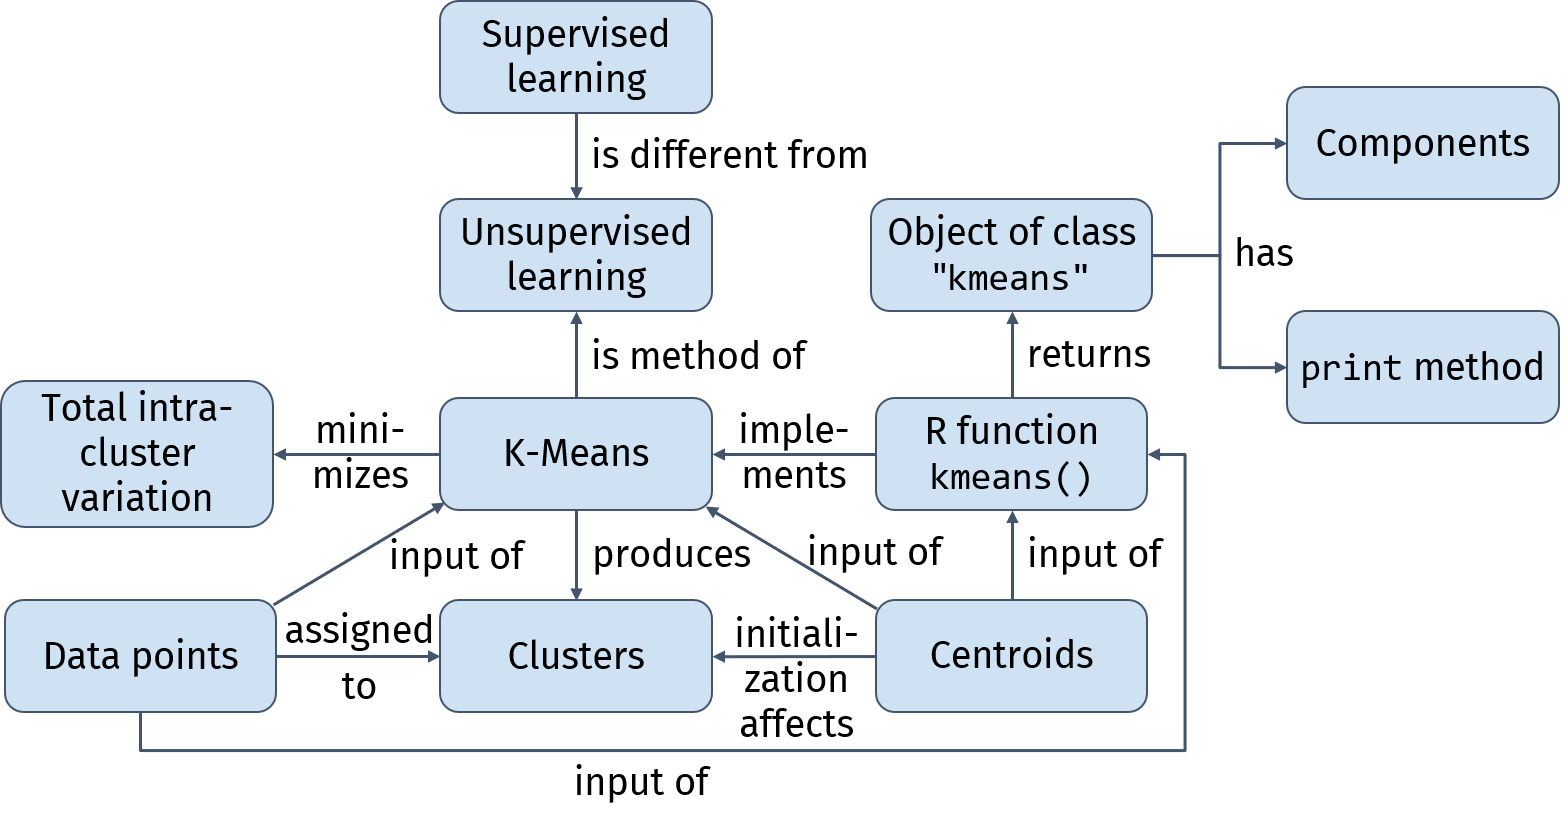 Supervised
learning
is different from
Components
Unsupervised
learning
Object of class
"kmeans"
has
is method of
returns
print method
Total intra-
cluster
variation
mini-
mizes
K-Means
imple-
ments
R function
kmeans()
input of
produces
input of
input of
Data points
assigned
to
Clusters
initiali-
zation
affects
Centroids
input of